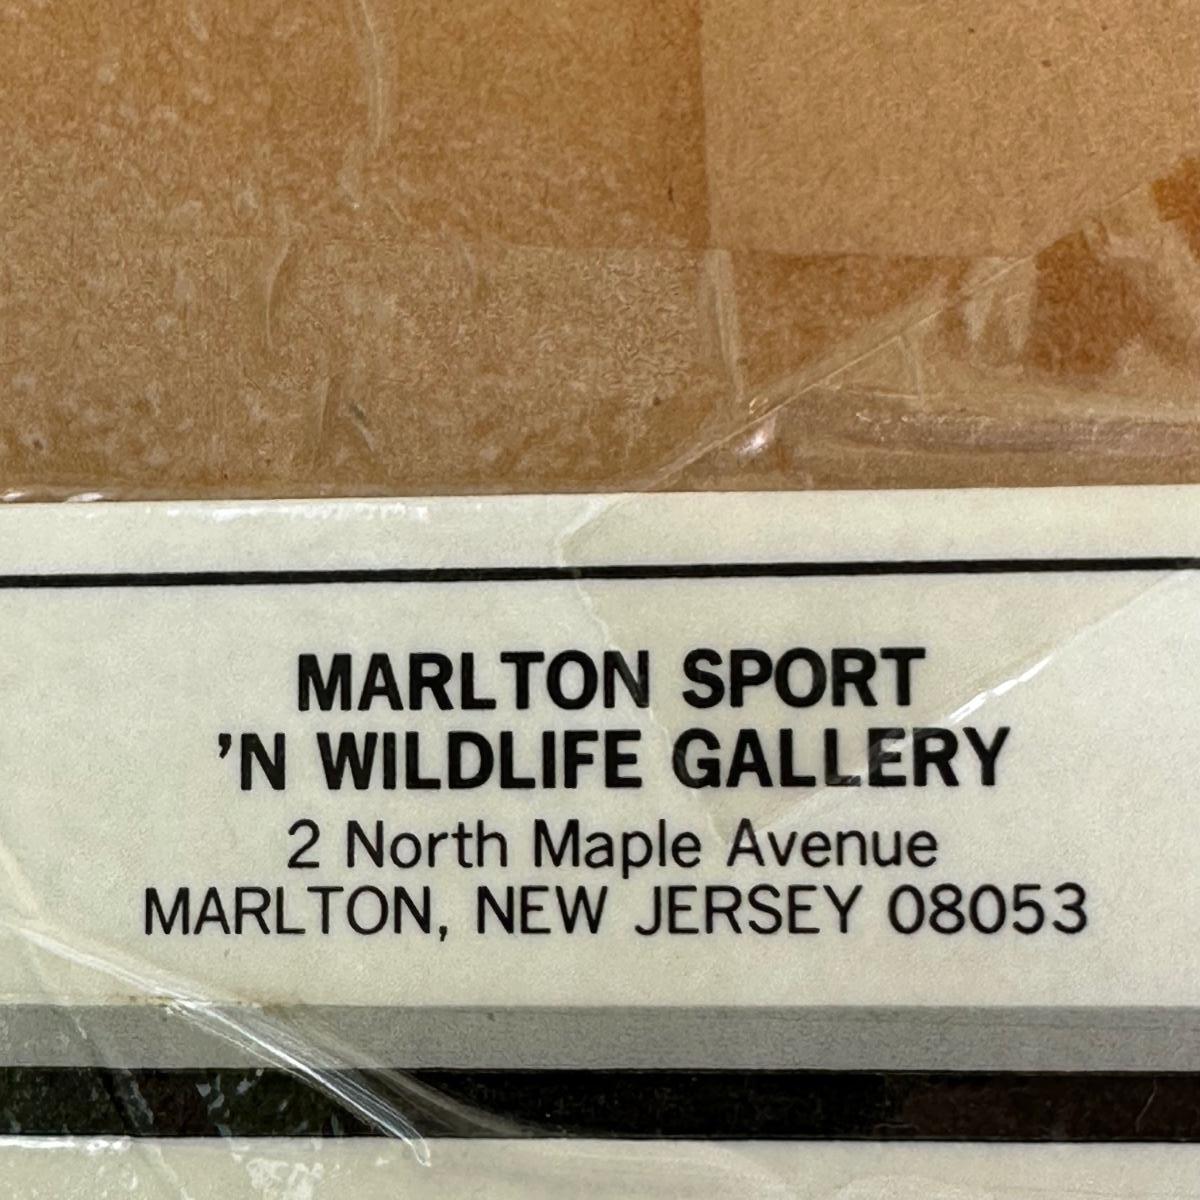 MARLTON SPORT
'N WILDLIFE GALLERY
2 North Maple Avenue
MARLTON, NEW JERSEY 08053